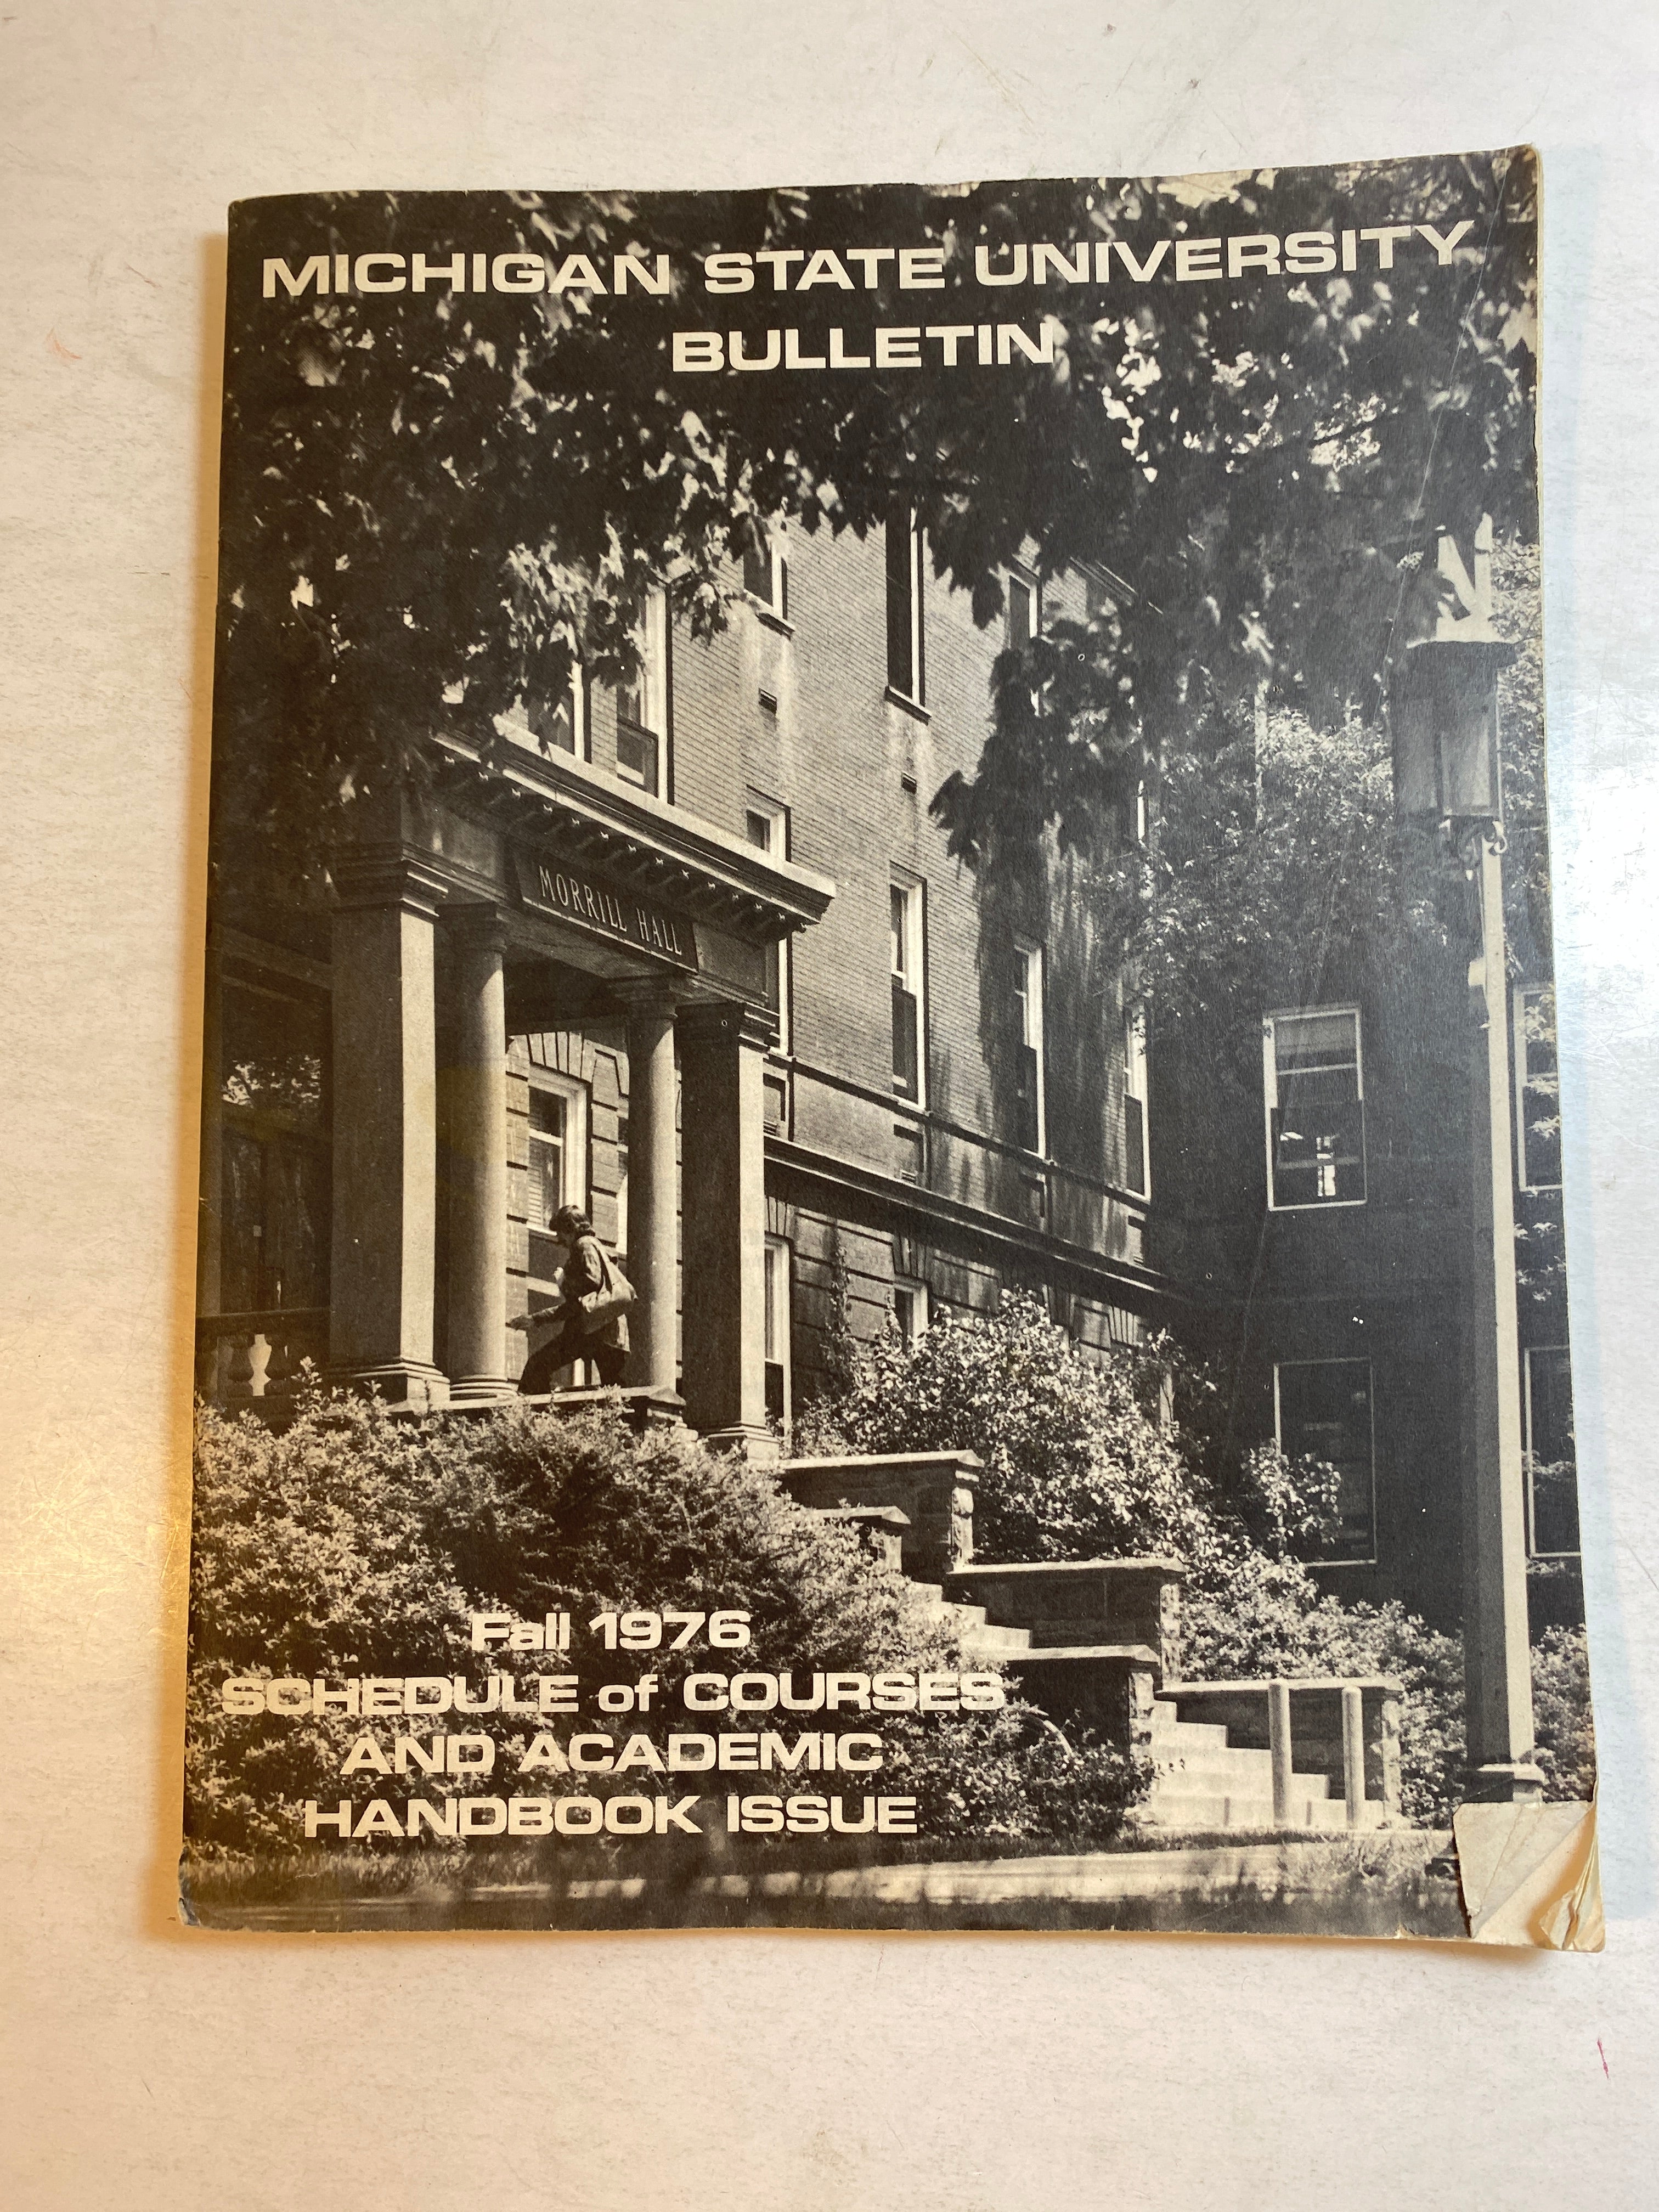 MICHIGAN STATE UNIVERSITY
BULLETIN
MORRILL HALL
Fall 1976
SCHEDULE of COURSES
AND ACADEMIC
HANDBOOK ISSUE